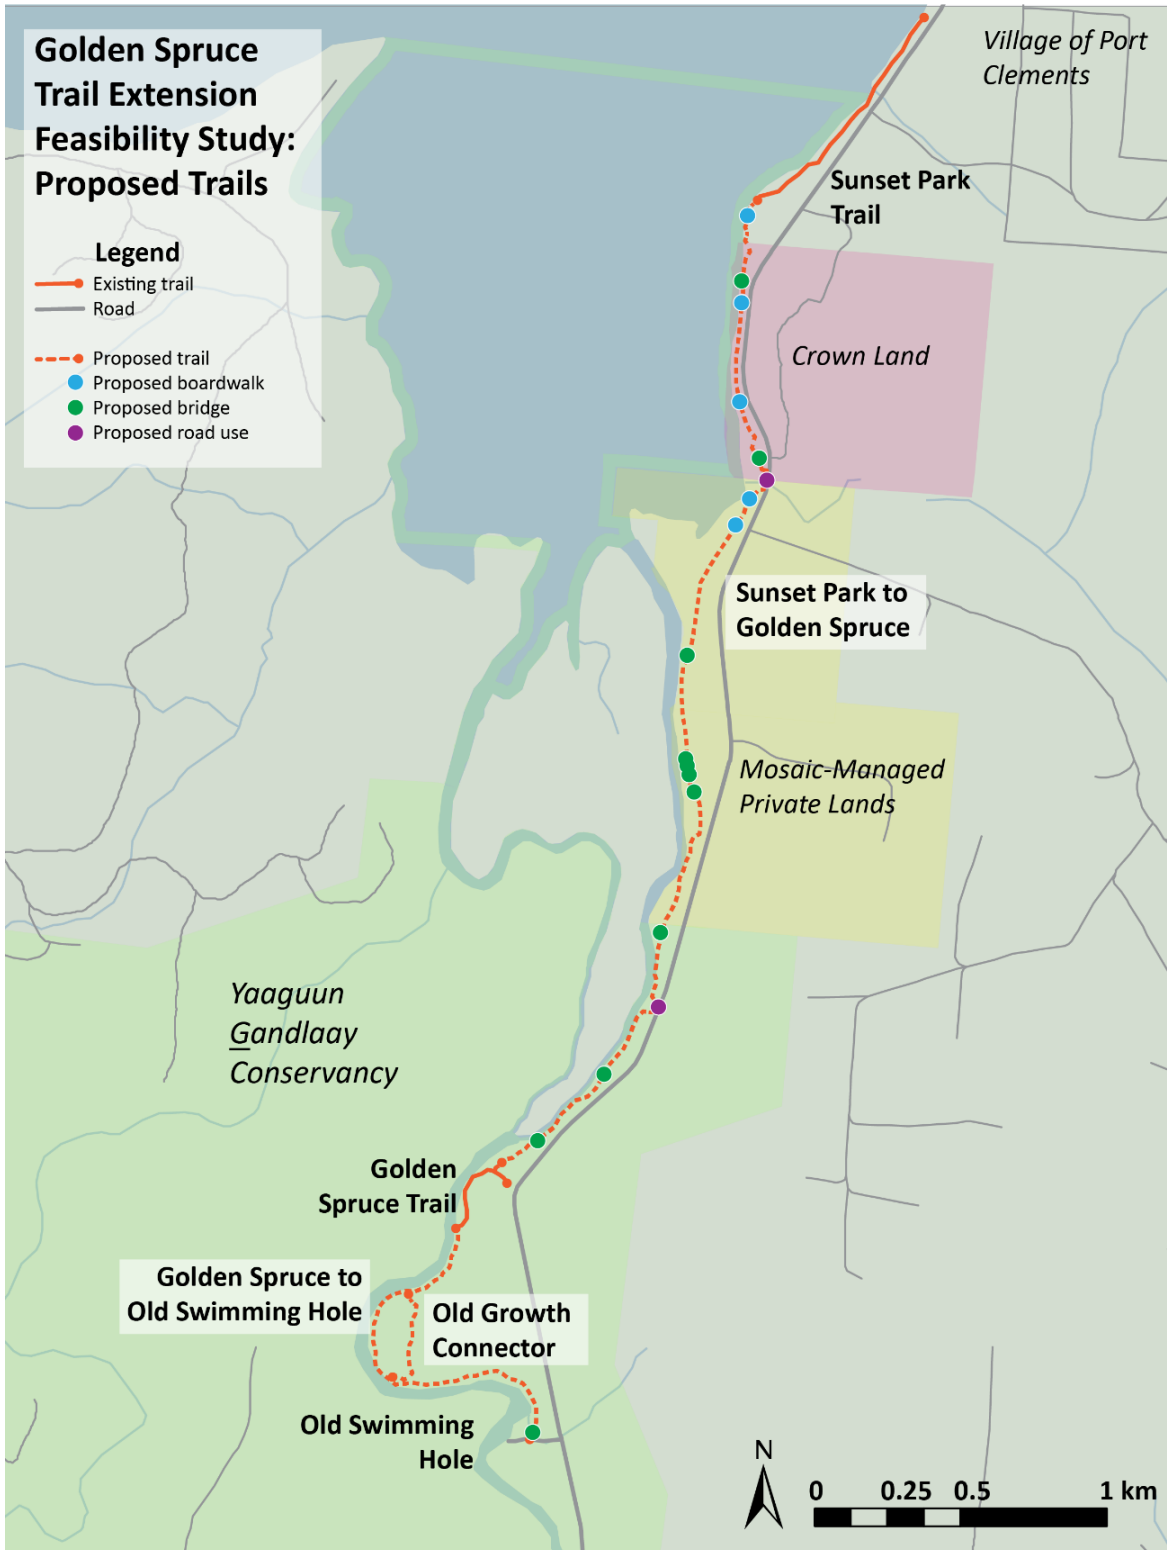 Golden Spruce
Trail Extension
Feasibility Study:
Proposed Trails
Legend
Existing trail
Road
Proposed trail
Proposed boardwalk
Proposed bridge
Proposed road use
Village of Port
Clements
Sunset Park
Trail
Crown Land
Sunset Park to
Golden Spruce
Mosaic-Managed
Private Lands
Yaaguun
G̲andlaay
Conservancy
Golden
Spruce Trail
Golden Spruce to
Old Swimming Hole
Old Growth
Connector
Old Swimming
Hole
N
0 0.25 0.5 1 km